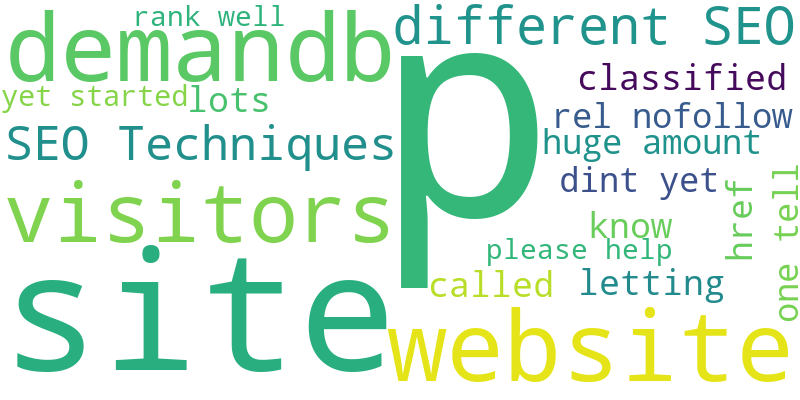 rank well
demandb
yet started
lots
SEO Techniques
visitors
site
p
different SEO
classified
rel nofollow
huge amount
dint yet
know
href
one tell
please help
called
letting
website